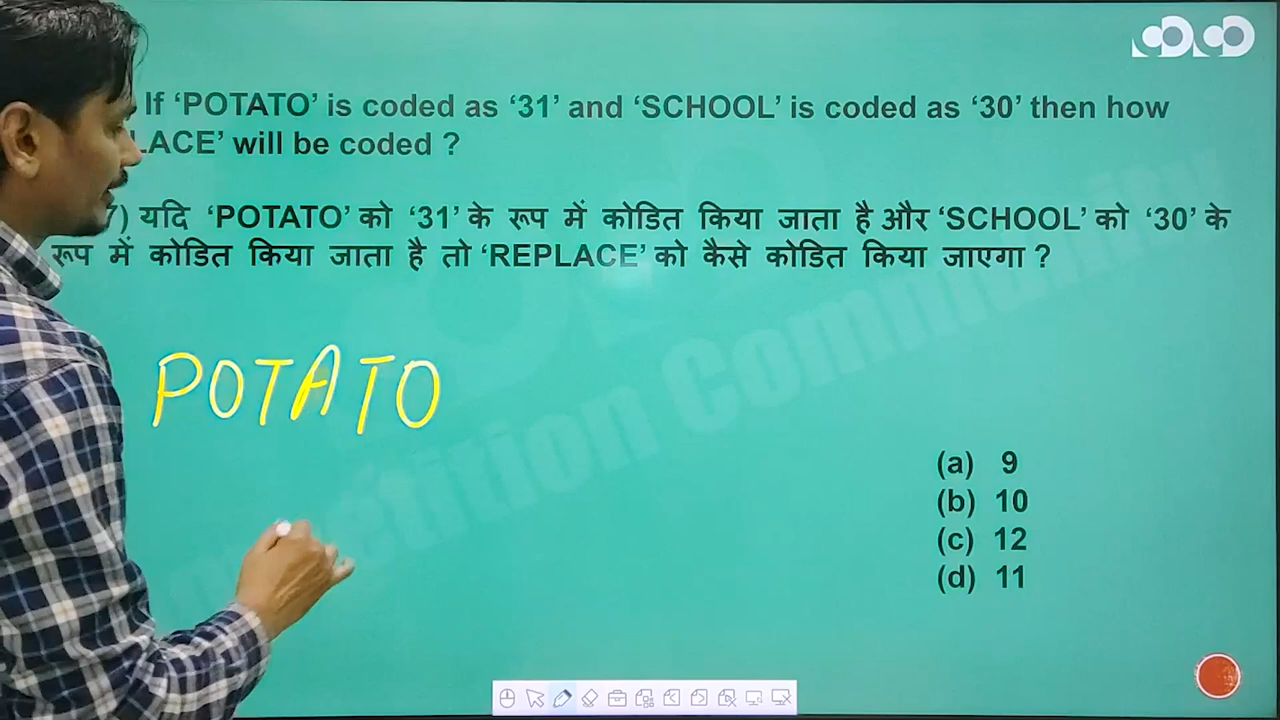 If ‘POTATO’ is coded as ‘31’ and ‘SCHOOL’ is coded as ‘30’ then how
LACE’ will be coded ?
7) यदि ‘POTATO’ को ‘31’ के रूप में कोडित किया जाता है और ‘SCHOOL’ को ‘30’ के
रूप में कोडित किया जाता है तो ‘REPLACE’ को कैसे कोडित किया जाएगा ?
POTATO
(a) 9
(b) 10
(c) 12
(d) 11